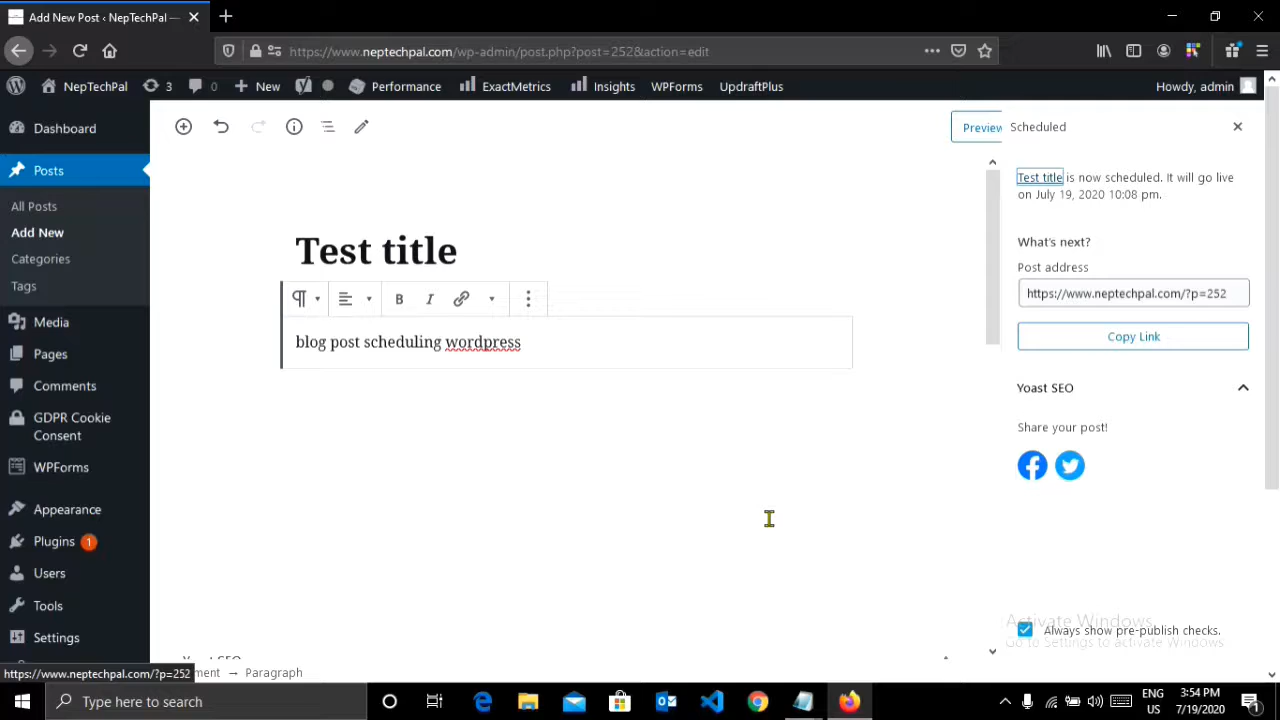 Add New Post ‹ NepTechPal —
https://www.neptechpal.com/wp-admin/post.php?post=252&action=edit
NepTechPal 3 0 New Performance ExactMetrics Insights WPForms UpdraftPlus Howdy, admin
Dashboard
Posts
All Posts
Add New
Categories
Tags
Media
Pages
Comments
GDPR Cookie
Consent
WPForms
Appearance
Plugins 1
Users
Tools
Settings
Preview
Test title
B I
blog post scheduling wordpress
Scheduled
Test title is now scheduled. It will go live
on July 19, 2020 10:08 pm.
What's next?
Post address
https://www.neptechpal.com/?p=252
Copy Link
Yoast SEO
Share your post!
Activate Windows
Always show pre-publish checks.
Go to Settings to activate Windows
Yoast SEO
https://www.neptechpal.com/?p=252
ment → Paragraph
Type here to search
ENG
US
3:54 PM
7/19/2020
1